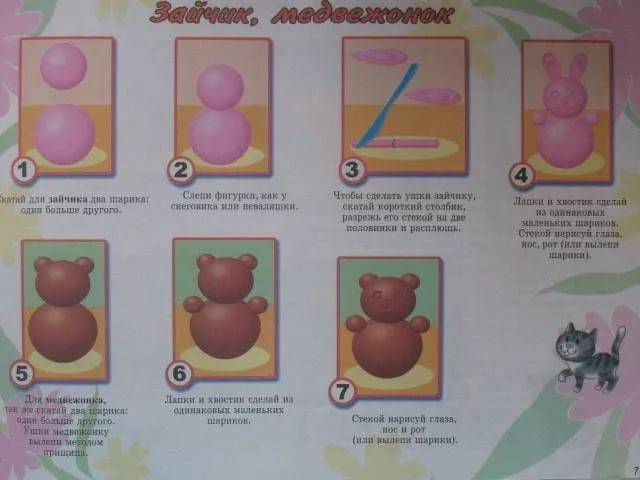 Зайчик, медвежонок
1
Скатай для зайчика два шарика:
один больше другого.
2
Слепи фигурки, как у
снеговика или неваляшки.
3
Чтобы сделать ушки зайчику,
скатай короткий столбик,
разрежь его стекой на две
половинки и расплющь.
4
Лапки и хвостик сделай
из одинаковых
маленьких шариков.
Стекой нарисуй глаза,
нос, рот (или вылепи
шарики).
5
Для медвежонка,
так же скатай два шарика:
один больше другого.
Ушки медвежонку
вылепи методом
прищипа.
6
Лапки и хвостик сделай из
одинаковых маленьких
шариков.
7
Стекой нарисуй глаза,
нос и рот
(или вылепи шарики).
7